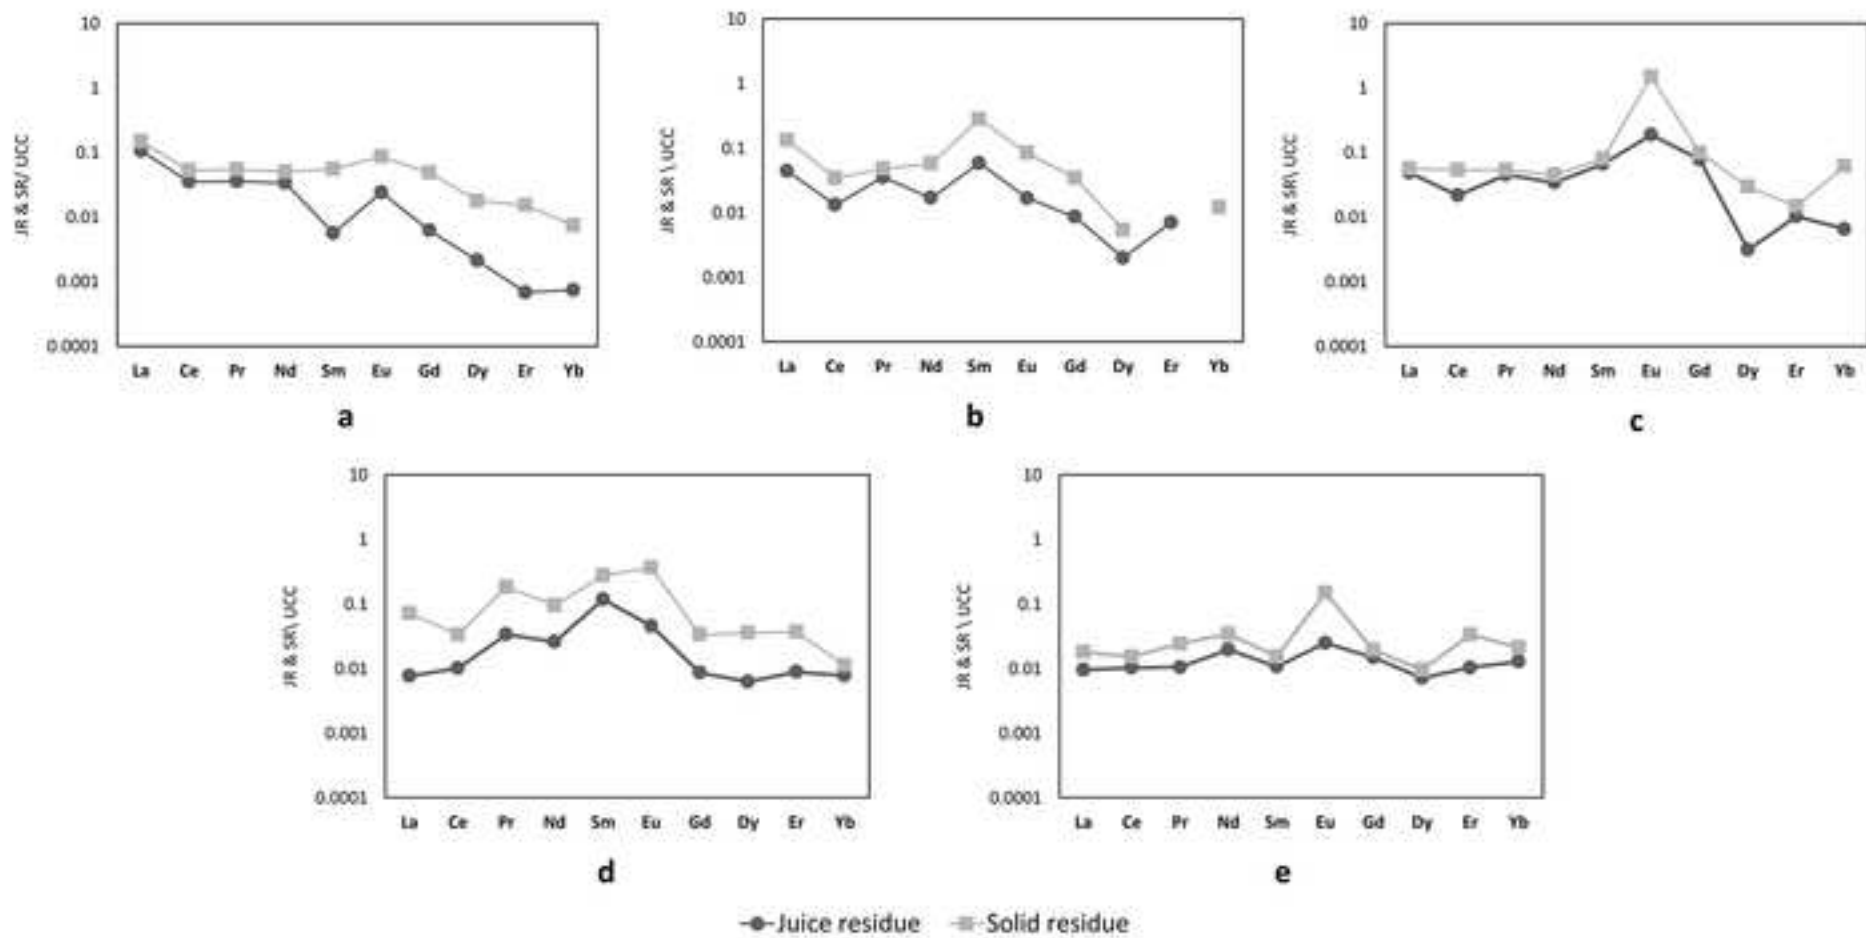 10
1
0.1
0.01
0.001
0.0001
JR & SR/ UCC
La Ce Pr Nd Sm Eu Gd Dy Er Yb
a
10
1
0.1
0.01
0.001
0.0001
JR & SR \ UCC
La Ce Pr Nd Sm Eu Gd Dy Er Yb
b
10
1
0.1
0.01
0.001
0.0001
JR & SR\ UCC
La Ce Pr Nd Sm Eu Gd Dy Er Yb
c
10
1
0.1
0.01
0.001
0.0001
JR & SR\ UCC
La Ce Pr Nd Sm Eu Gd Dy Er Yb
d
10
1
0.1
0.01
0.001
0.0001
JR & SR \ UCC
La Ce Pr Nd Sm Eu Gd Dy Er Yb
e
Juice residue Solid residue